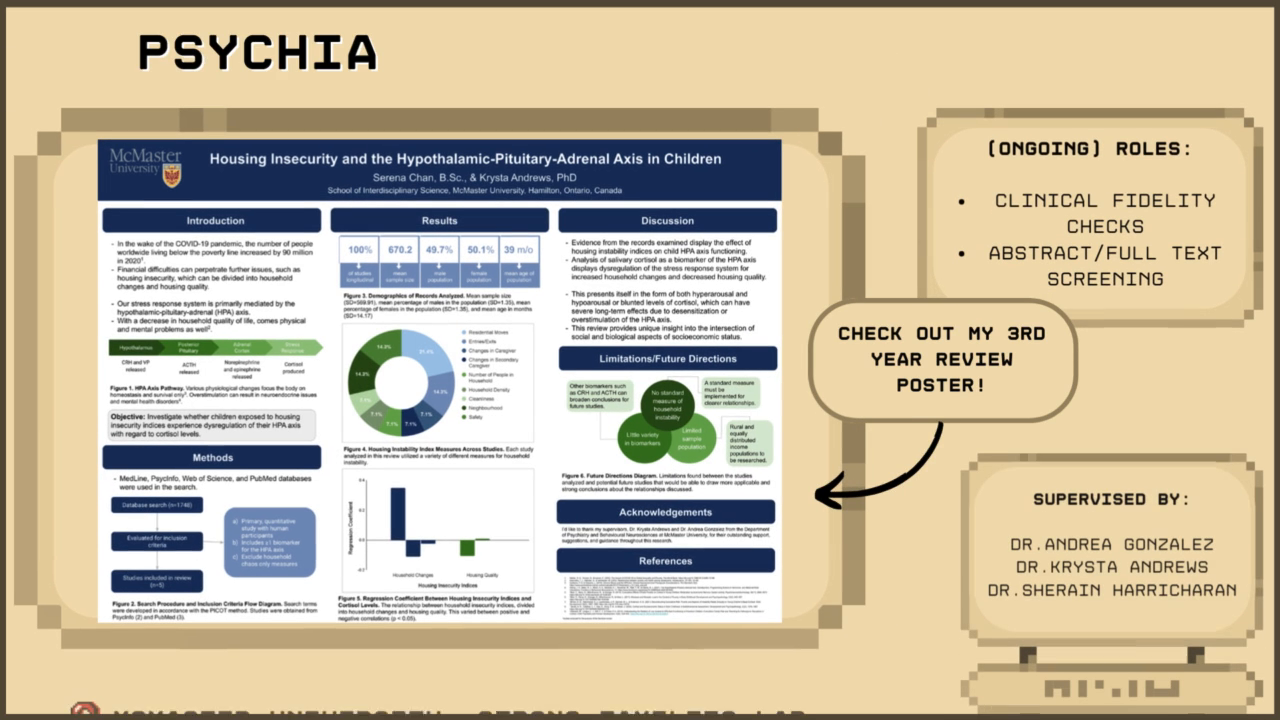 PSYCHIA
McMaster
University
Housing Insecurity and the Hypothalamic-Pituitary-Adrenal Axis in Children
Serena Chan, B.Sc., & Krysta Andrews, PhD
School of Interdisciplinary Science, McMaster University, Hamilton, Ontario, Canada
Introduction
- In the wake of the COVID-19 pandemic, the number of people
worldwide living below the poverty line increased by 90 million
in 2020¹.
- Financial difficulties can perpetrate further issues, such as
housing insecurity, which can be divided into household
changes and housing quality.
- Our stress response system is primarily mediated by the
hypothalamic-pituitary-adrenal (HPA) axis.
- With a decrease in household quality of life, comes physical
and mental problems as well².
Hypothalamus
Posterior
Pituitary
Adrenal
Cortex
Stress
Response
CRH and VP
released
ACTH
released
Norepinephrine
and epinephrine
released
Cortisol
produced
Figure 1. HPA Axis Pathway. Various physiological changes focus the body on
homeostasis and survival only³. Overstimulation can result in neuroendocrine issues
and mental health disorders⁴.
Objective: Investigate whether children exposed to housing
insecurity indices experience dysregulation of their HPA axis
with regard to cortisol levels.
Methods
- MedLine, PsycInfo, Web of Science, and PubMed databases
were used in the search.
Database search (n=1748)
Evaluated for inclusion
criteria
Studies included in review
(n=5)
a) Primary quantitative
study with human
participants
b) Includes ≥1 biomarker
for the HPA axis
c) Exclude household
chaos only measures
Figure 2. Search Procedure and Inclusion Criteria Flow Diagram. Search terms
were developed in accordance with the PICOT method. Studies were obtained from
PsycInfo (2) and PubMed (3).
Results
100%
670.2
49.7%
50.1%
39 m/o
of studies
longitudinal
mean
sample size
male
population
female
population
mean age of
population
Figure 3. Demographics of Records Analyzed. Mean sample size
(SD=569.91), mean percentage of males in the population (SD=1.35), mean
percentage of females in the population (SD=1.38), and mean age in months
(SD=14.17)
21.4%
14.3%
7.1%
7.1%
7.1%
7.1%
14.3%
14.3%
Residential Moves
Entries/Exits
Changes in Caregiver
Changes in Secondary
Caregiver
Number of People in
Household
Household Density
Cleanliness
Neighbourhood
Safety
Figure 4. Housing Instability Index Measures Across Studies. Each study
analyzed in this review utilized a variety of different measures for household
instability.
Regression Coefficient
Household Changes
Housing Quality
Housing Insecurity Indices
Figure 5. Regression Coefficient Between Housing Insecurity Indices and
Cortisol Levels. The relationship between household insecurity indices, divided
into household changes and housing quality. This varied between positive and
negative correlations (p < 0.05).
Discussion
- Evidence from the records examined display the effect of
housing instability indices on child HPA axis functioning.
- Analysis of salivary cortisol as a biomarker of the HPA axis
displays dysregulation of the stress response system for
increased household changes and decreased housing quality.
- This presents itself in the form of both hyperarousal and
hypoarousal or blunted levels of cortisol, which can have
severe long-term effects due to desensitization or
overstimulation of the HPA axis.
- This review provides unique insight into the intersection of
social and biological aspects of socioeconomic status.
Limitations/Future Directions
Other biomarkers such
as CRH and ACTH can
broaden conclusions for
future studies.
No standard
measure of
household
instability
A standard measure
must be
implemented for
clearer relationships.
Little variety
in biomarkers
Limited
sample
population
Rural and
equally
distributed
income
populations to
be researched.
Figure 6. Future Directions Diagram. Limitations found between the studies
analyzed and potential future studies that would be able to draw more applicable and
strong conclusions about the relationships discussed.
Acknowledgements
I'd like to thank my supervisor, Dr. Krysta Andrews and Dr. Andrea Gonzalez from the Department
of Psychiatry and Behavioural Neurosciences of McMaster University, for their outstanding support,
suggestions, and guidance throughout this research.
References
(ONGOING) ROLES:
• CLINICAL FIDELITY
CHECKS
• ABSTRACT/FULL TEXT
SCREENING
CHECK OUT MY 3RD
YEAR REVIEW
POSTER!
SUPERVISED BY:
DR.ANDREA GONZALEZ
DR.KRYSTA ANDREWS
DR.SHERAIN HARRICHARAN